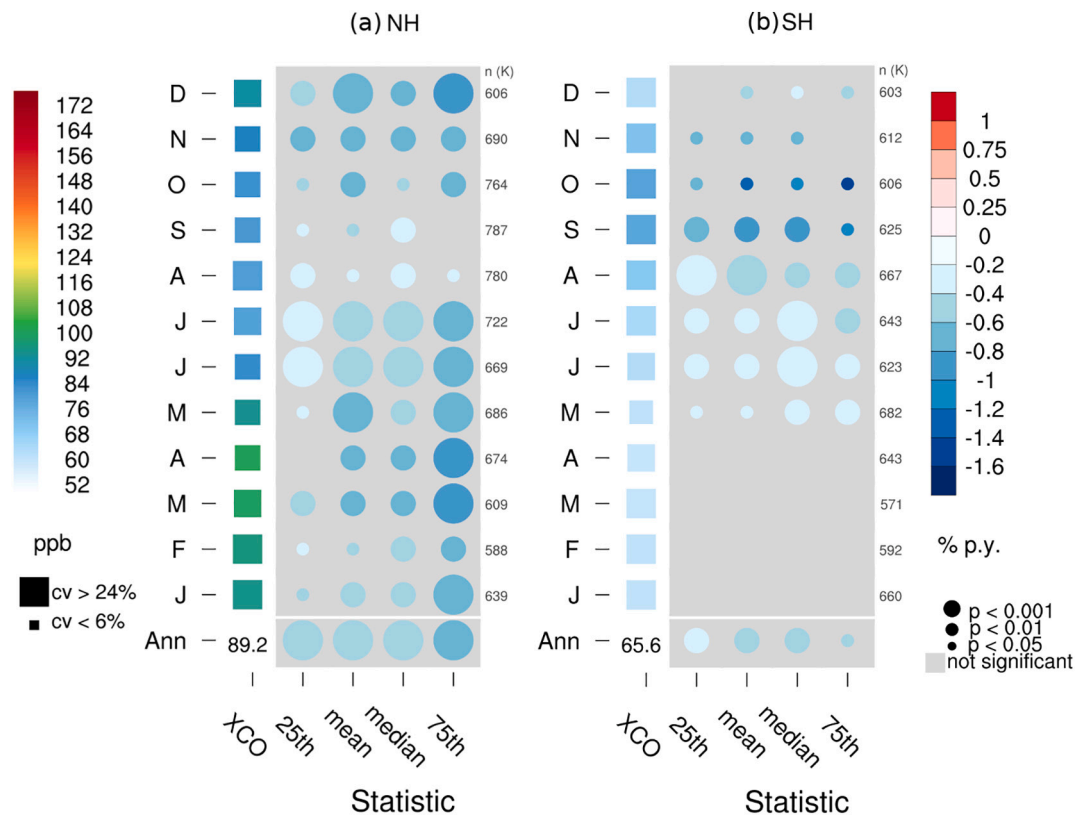 (a) NH
(b) SH
n (K)
n (K)
D 606 603
N 690 612
O 764 606
S 787 625
A 780 667
J 722 643
J 669 623
M 686 682
A 674 643
M 609 571
F 588 592
J 639 660
Ann 89.2 65.6
172
164
156
148
140
132
124
116
108
100
92
84
76
68
60
52
ppb
cv > 24%
cv < 6%
XCO 25th mean median 75th
Statistic
XCO 25th mean median 75th
Statistic
1
0.75
0.5
0.25
0
-0.2
-0.4
-0.6
-0.8
-1
-1.2
-1.4
-1.6
% p.y.
p < 0.001
p < 0.01
p < 0.05
not significant